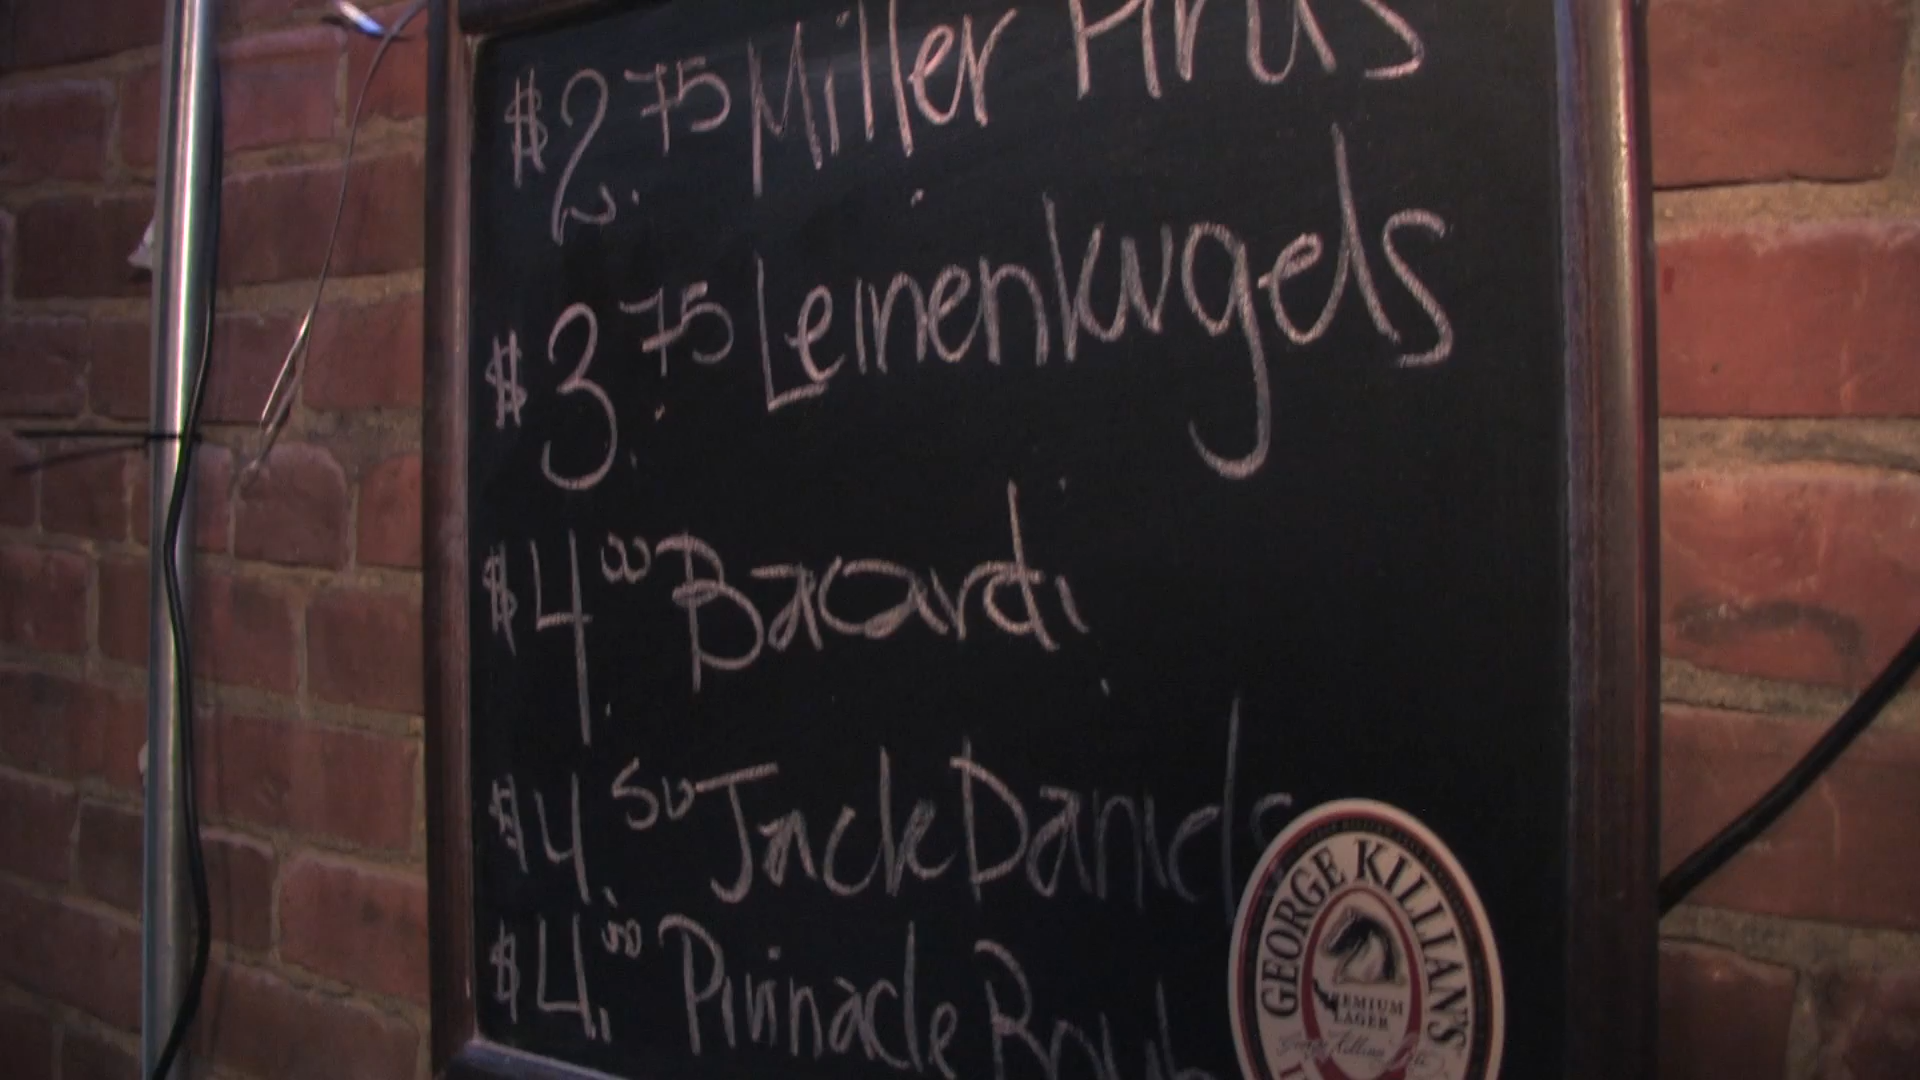 $2.75 Miller Pints
$3.75 Leinenkugels
$4.00 Bacardi
$4.50 Jack Daniels
$4.00 Pinnacle
GEORGE KILLIAN'S
PREMIUM
LAGER